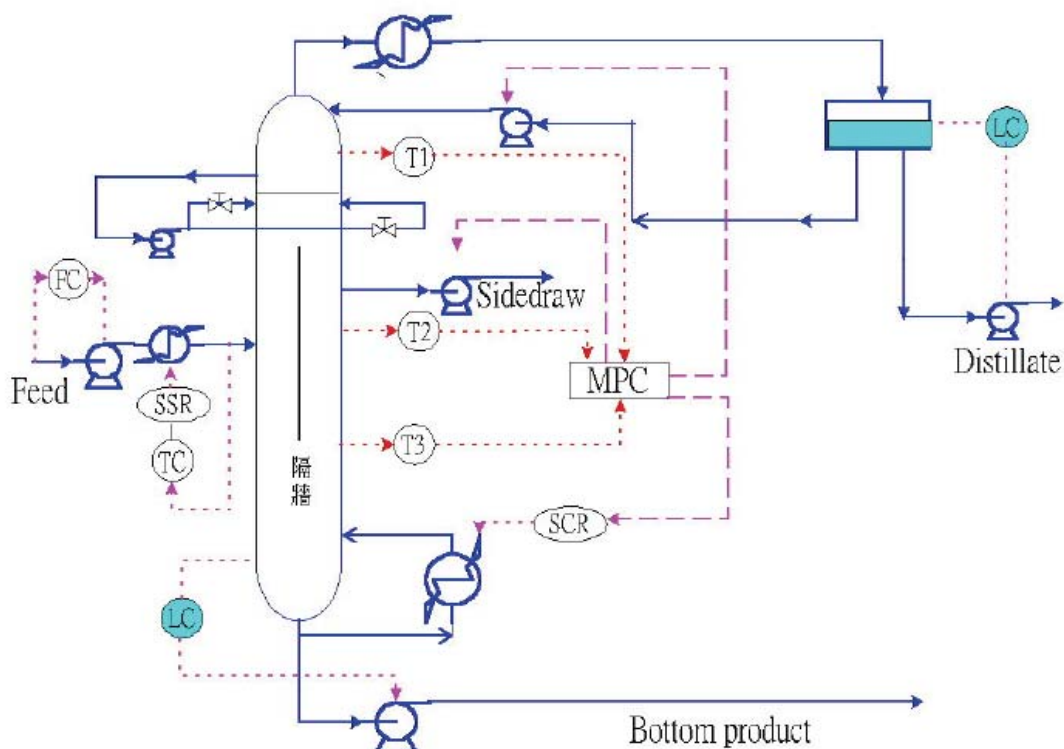 T1
LC
FC
Sidedraw
T2
Feed
MPC
Distillate
SSR
TC
T3
隔
牆
SCR
LC
Bottom product